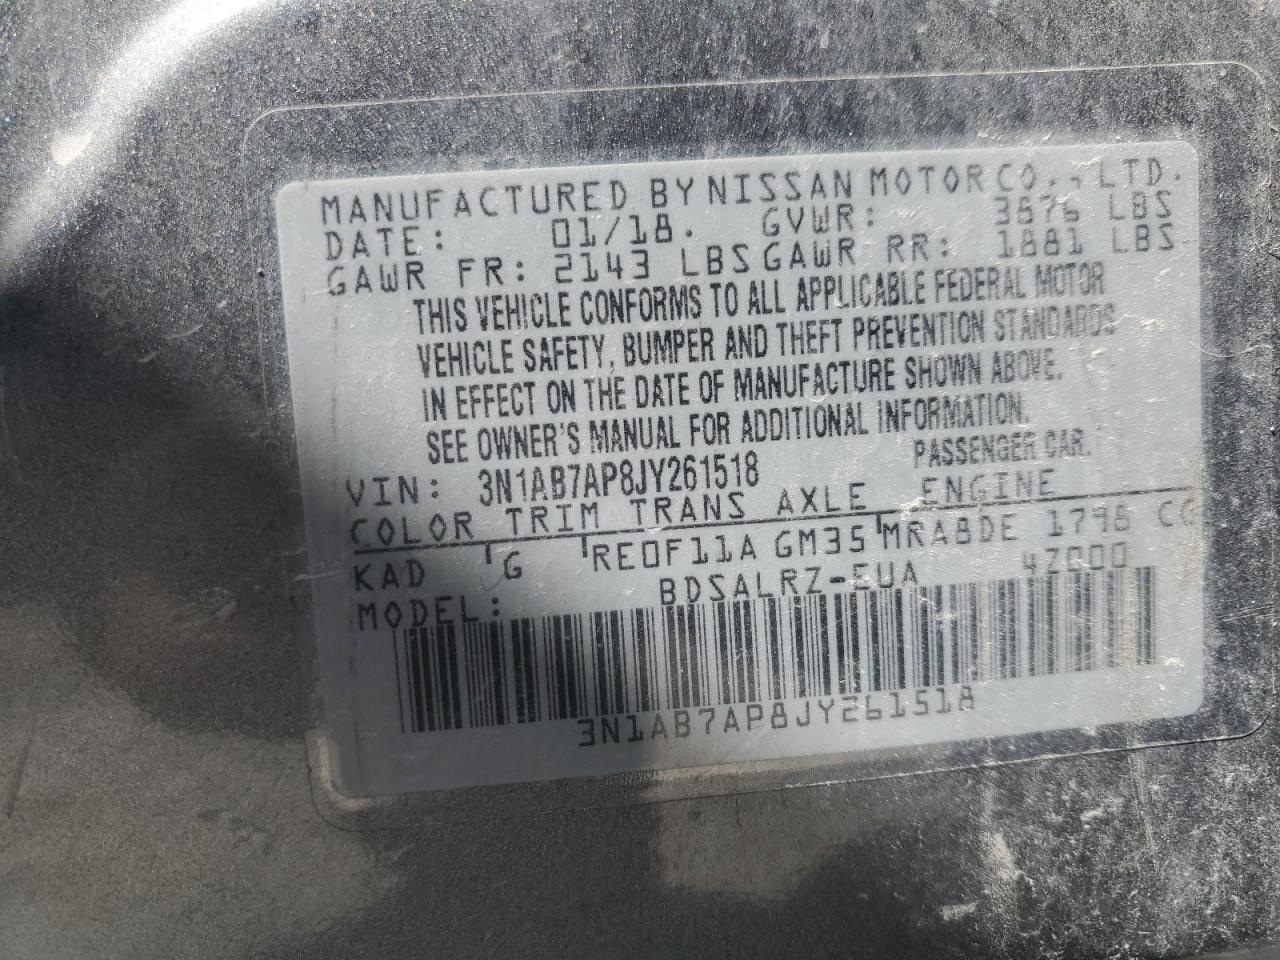 MANUFACTURED BY NISSAN MOTOR CO., LTD.
DATE: 01/18. GVWR: 3676 LBS
GAWR FR: 2143 LBS GAWR RR: 1881 LBS
THIS VEHICLE CONFORMS TO ALL APPLICABLE FEDERAL MOTOR
VEHICLE SAFETY, BUMPER AND THEFT PREVENTION STANDARDS
IN EFFECT ON THE DATE OF MANUFACTURE SHOWN ABOVE.
SEE OWNER'S MANUAL FOR ADDITIONAL INFORMATION.
VIN: 3N1AB7AP8JY261518 PASSENGER CAR.
COLOR TRIM TRANS AXLE ENGINE
KAD G RE0F11A GM35 MRA8DE 1798 CC
MODEL: BDSALRZ-EUA 4ZC00
3N1AB7AP8JY261518